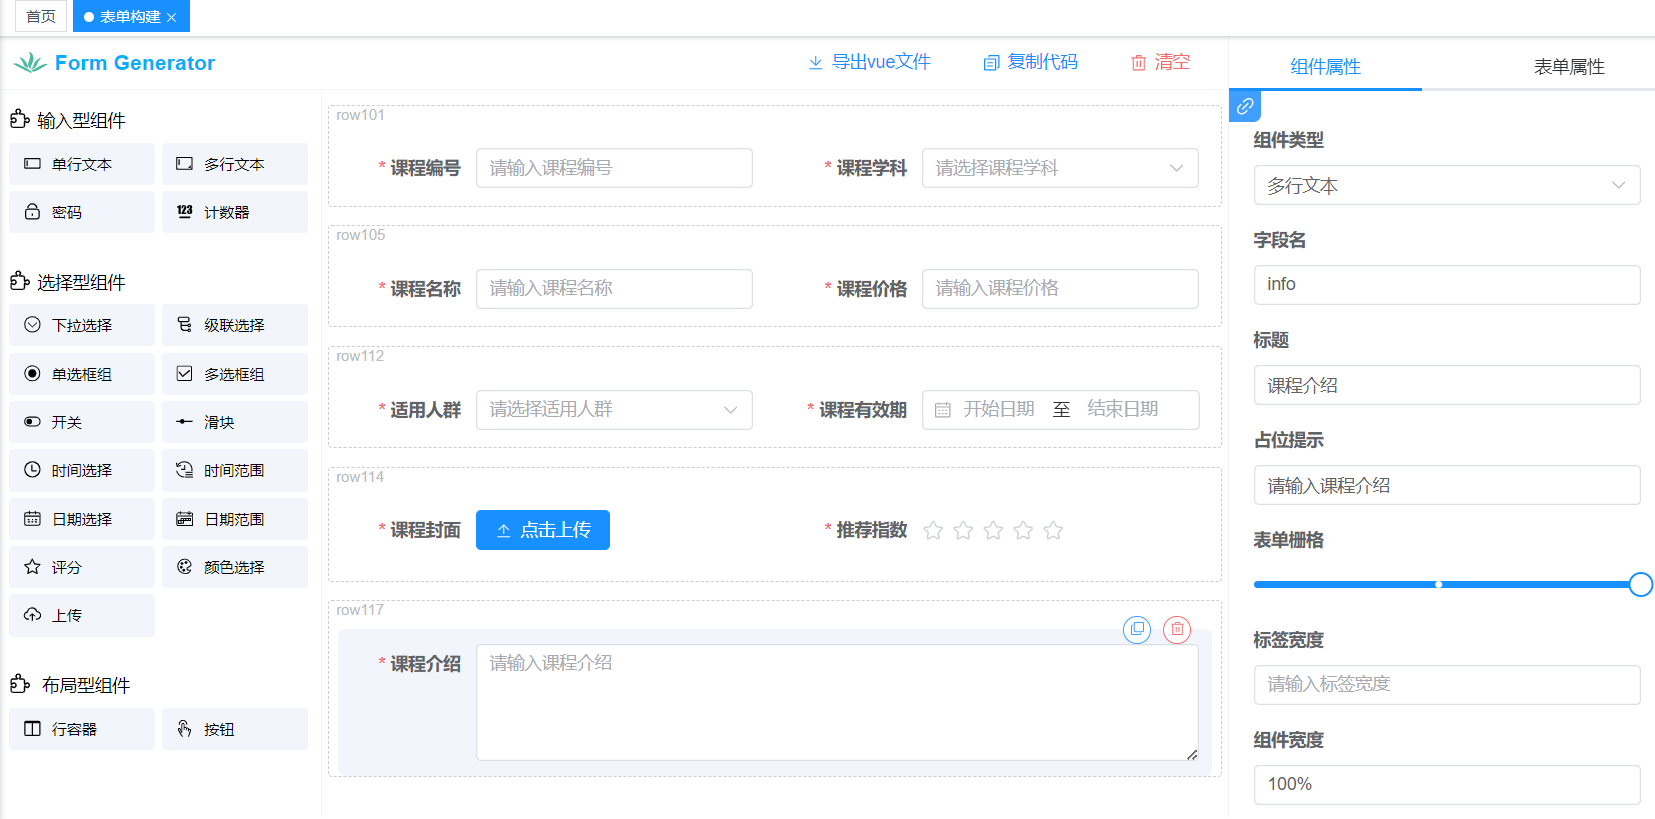 首页
表单构建
Form Generator
导出vue文件
复制代码
清空
输入型组件
单行文本
多行文本
密码
123 计数器
选择型组件
下拉选择
级联选择
单选框组
多选框组
开关
滑块
时间选择
时间范围
日期选择
日期范围
评分
颜色选择
上传
布局型组件
行容器
按钮
row101
* 课程编号 请输入课程编号
* 课程学科 请选择课程学科
row105
* 课程名称 请输入课程名称
* 课程价格 请输入课程价格
row112
* 适用人群 请选择适用人群
* 课程有效期 开始日期 至 结束日期
row114
* 课程封面 点击上传
* 推荐指数
row117
* 课程介绍 请输入课程介绍
组件属性
表单属性
组件类型
多行文本
字段名
info
标题
课程介绍
占位提示
请输入课程介绍
表单栅格
标签宽度
请输入标签宽度
组件宽度
100%